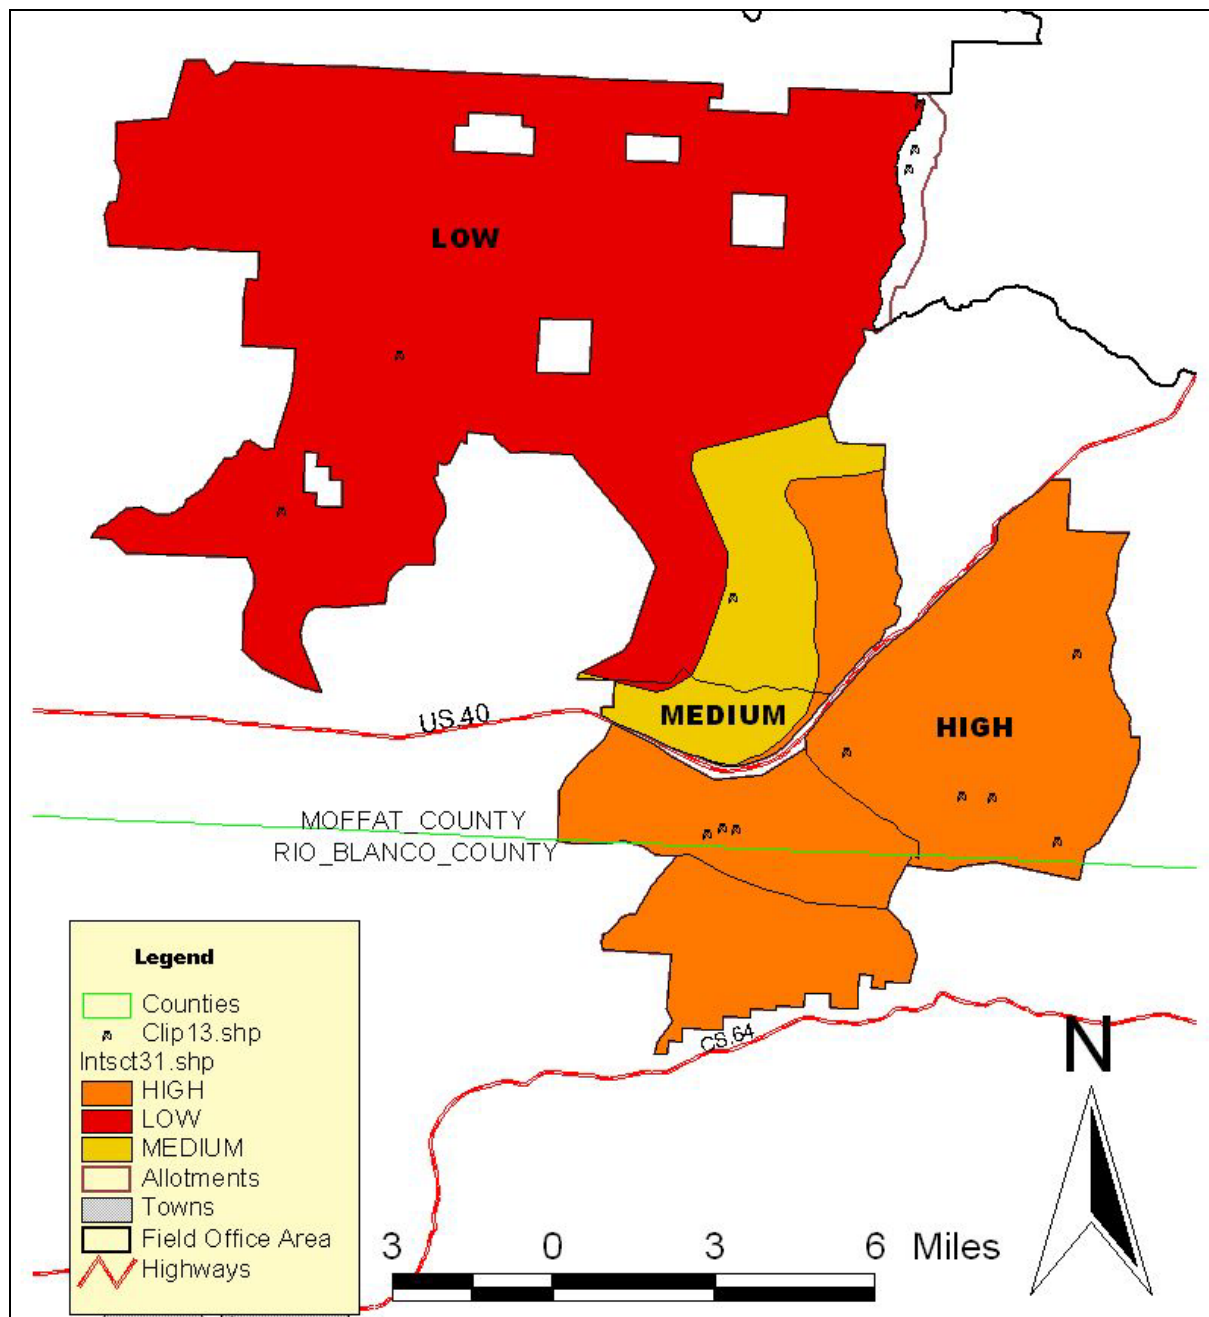 LOW
US.40
MEDIUM
HIGH
MOFFAT_COUNTY
RIO_BLANCO_COUNTY
Legend
Counties
Clip13.shp
Intsct31.shp
HIGH
LOW
MEDIUM
Allotments
Towns
Field Office Area
Highways
CS.64
N
3 0 3 6 Miles